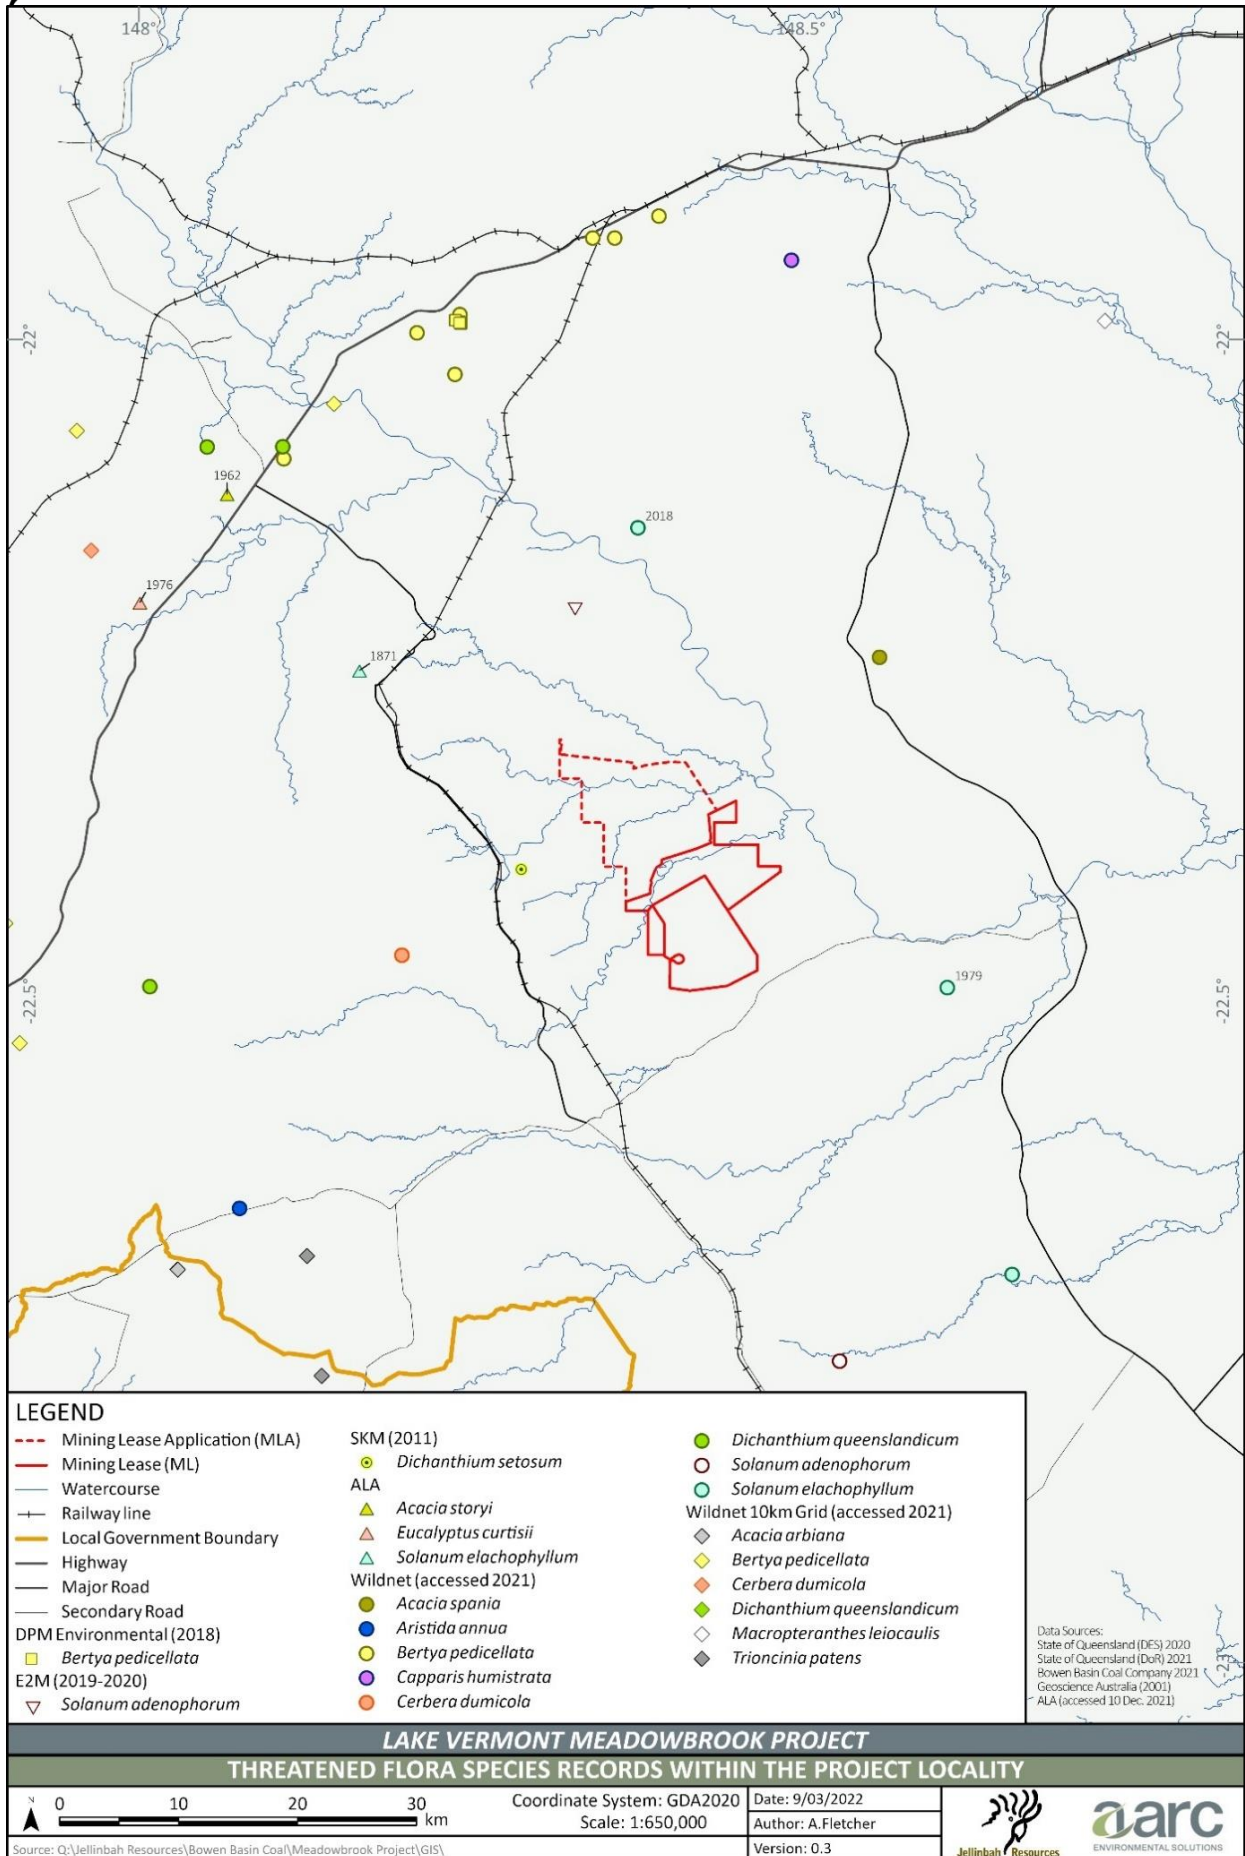 148°
148.5°
-22°
-22°
1962
2018
1976
1871
1979
-22.5°
-22.5°
LEGEND
Mining Lease Application (MLA)
Mining Lease (ML)
Watercourse
Railway line
Local Government Boundary
Highway
Major Road
Secondary Road
DPM Environmental (2018)
Bertya pedicellata
E2M (2019-2020)
Solanum adenophorum
SKM (2011)
Dichanthium setosum
ALA
Acacia storyi
Eucalyptus curtisii
Solanum elachophyllum
Wildnet (accessed 2021)
Acacia spania
Aristida annua
Bertya pedicellata
Capparis humistrata
Cerbera dumicola
Dichanthium queenslandicum
Solanum adenophorum
Solanum elachophyllum
Wildnet 10km Grid (accessed 2021)
Acacia arbiana
Bertya pedicellata
Cerbera dumicola
Dichanthium queenslandicum
Macropteranthes leiocaulis
Trioncinia patens
Data Sources:
State of Queensland (DES) 2020
State of Queensland (DoR) 2021
Bowen Basin Coal Company 2021
Geoscience Australia (2001)
ALA (accessed 10 Dec. 2021)
-23°
LAKE VERMONT MEADOWBROOK PROJECT
THREATENED FLORA SPECIES RECORDS WITHIN THE PROJECT LOCALITY
N
0 10 20 30
km
Coordinate System: GDA2020
Scale: 1:650,000
Date: 9/03/2022
Author: A.Fletcher
Version: 0.3
Source: Q:\Jellinbah Resources\Bowen Basin Coal\Meadowbrook Project\GIS\
Jellinbah Resources
aarc
ENVIRONMENTAL SOLUTIONS